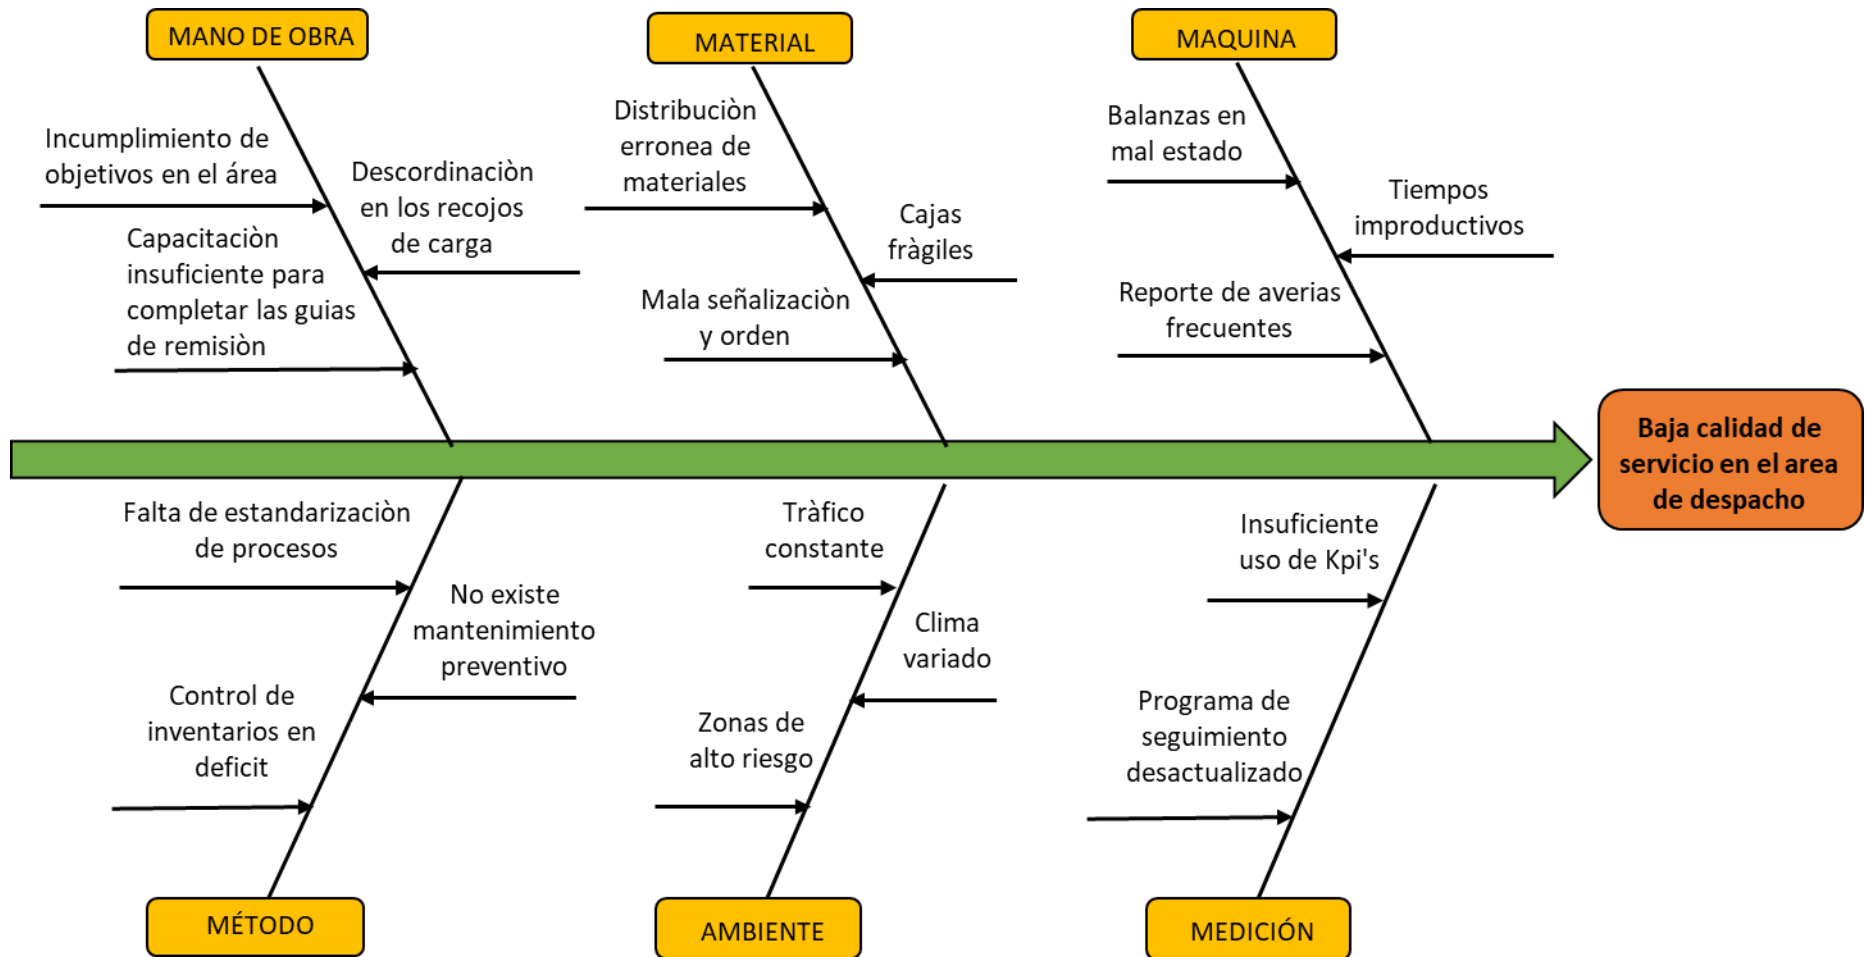 MANO DE OBRA
MATERIAL
MAQUINA
Incumplimiento de
objetivos en el área
Descordinaciòn
en los recojos
de carga
Capacitaciòn
insuficiente para
completar las guias
de remisiòn
Distribuciòn
erronea de
materiales
Cajas
fràgiles
Mala señalizaciòn
y orden
Balanzas en
mal estado
Tiempos
improductivos
Reporte de averias
frecuentes
Baja calidad de
servicio en el area
de despacho
Falta de estandarizaciòn
de procesos
No existe
mantenimiento
preventivo
Control de
inventarios en
deficit
Tràfico
constante
Clima
variado
Zonas de
alto riesgo
Insuficiente
uso de Kpi's
Programa de
seguimiento
desactualizado
MÉTODO
AMBIENTE
MEDICIÓN